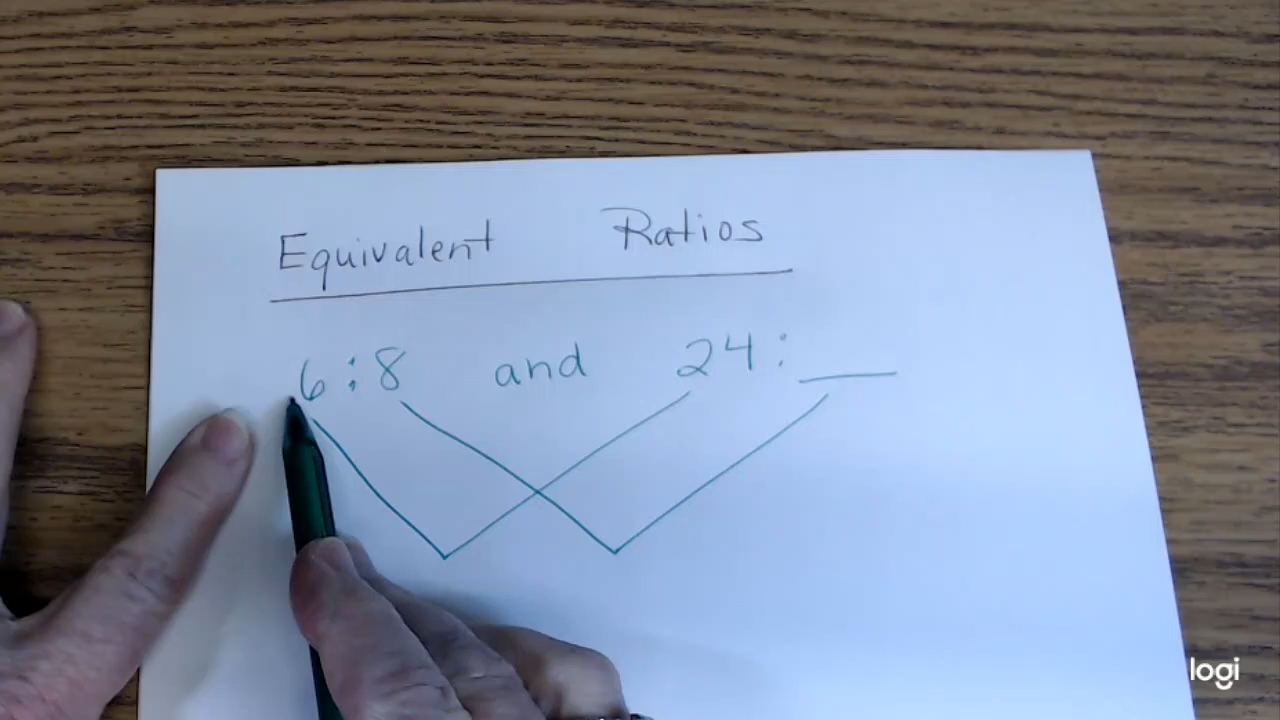 Equivalent Ratios
6:8 and 24: ___
logi